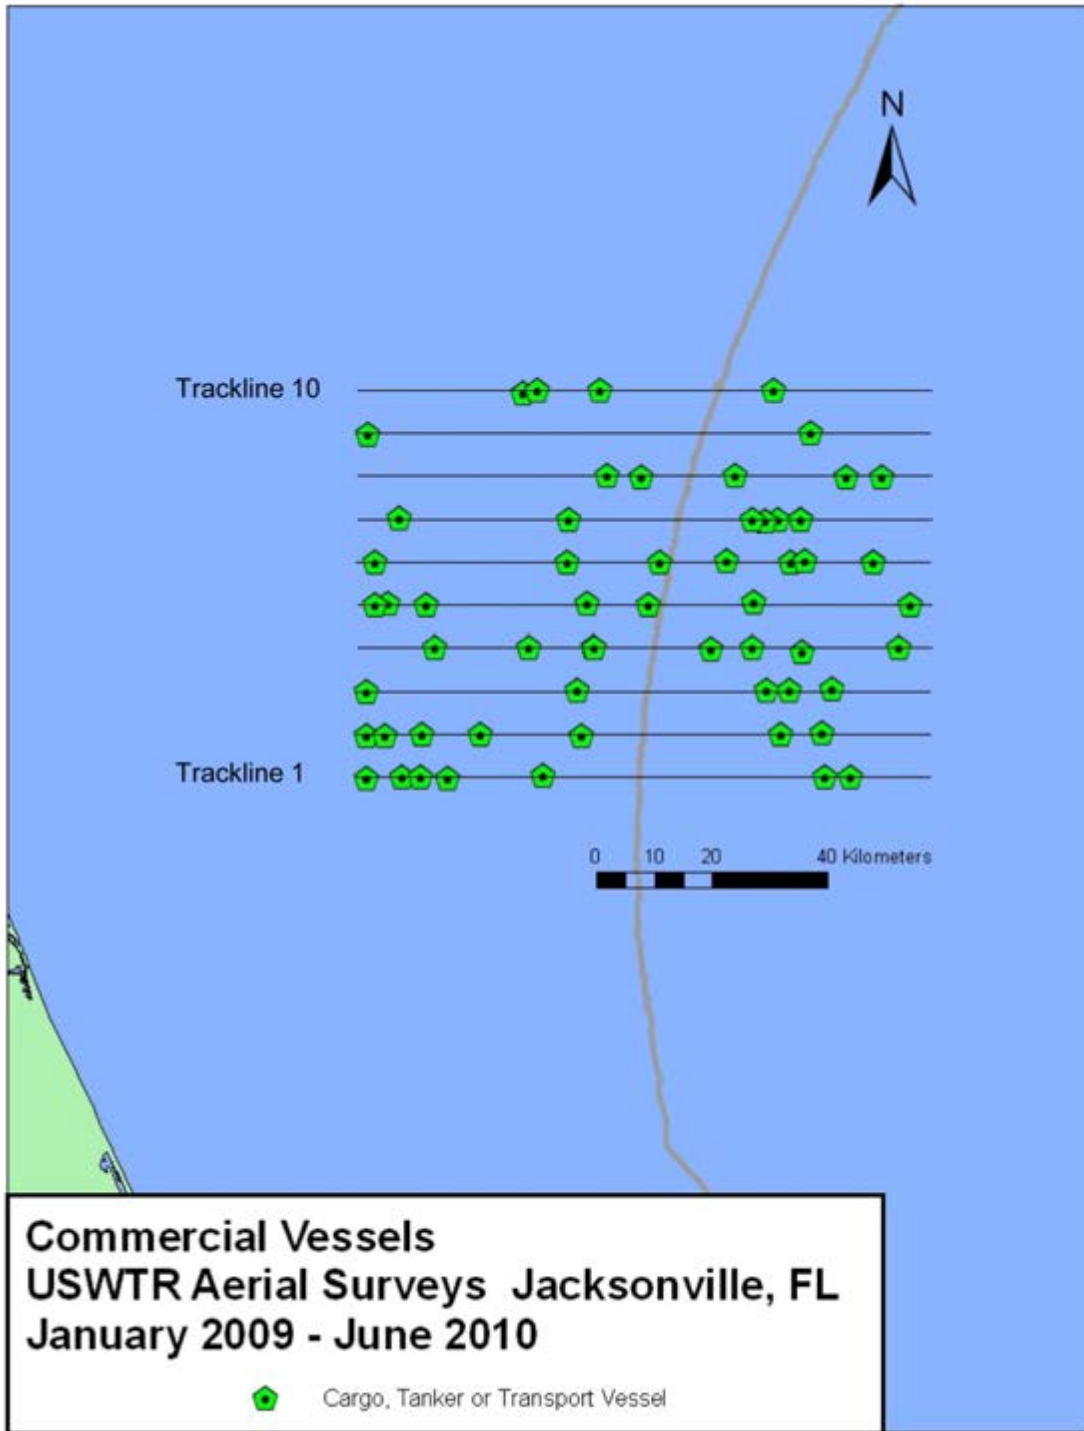 N
Trackline 10
Trackline 1
0 10 20 40 Kilometers
Commercial Vessels
USWTR Aerial Surveys Jacksonville, FL
January 2009 - June 2010
Cargo, Tanker or Transport Vessel